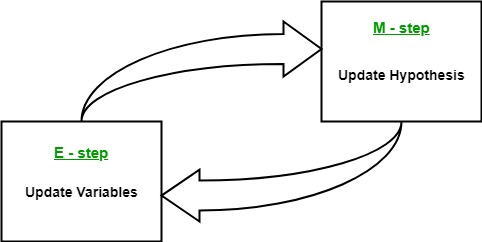 M - step
Update Hypothesis
E - step
Update Variables